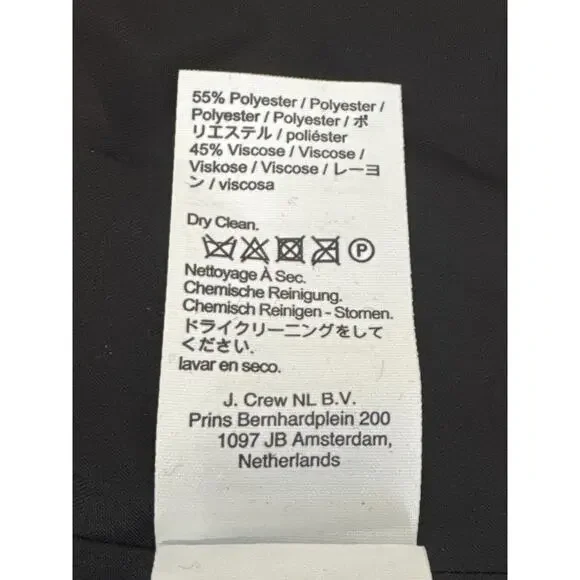 55% Polyester / Polyester /
Polyester / Polyester / ポ
リエステル / poliéster
45% Viscose / Viscose /
Viskose / Viscose / レーヨ
ン / viscosa
Dry Clean.
P
Nettoyage À Sec.
Chemische Reinigung.
Chemisch Reinigen - Stomen.
ドライクリーニングをして
ください.
lavar en seco.
J. Crew NL B.V.
Prins Bernhardplein 200
1097 JB Amsterdam,
Netherlands